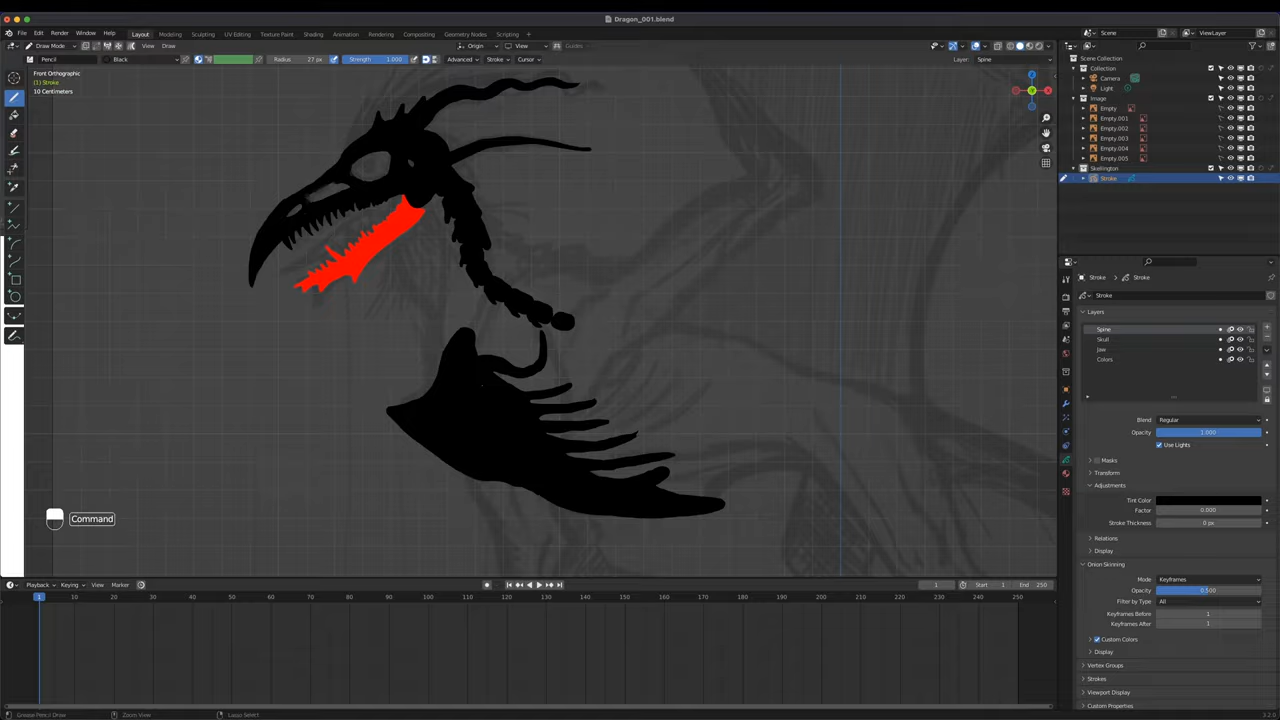 Dragon_001.blend
File Edit Render Window Help Layout Modeling Sculpting UV Editing Texture Paint Shading Animation Rendering Compositing Geometry Nodes Scripting + Scene ViewLayer
Draw Mode View Draw Origin View Guides
Pencil Black Radius 27 px Strength 1.000 Advanced Stroke Cursor Layer: Spine
Front Orthographic
(1) Stroke
10 Centimeters
Scene Collection
Collection
Camera
Light
Image
Empty
Empty.001
Empty.002
Empty.003
Empty.004
Empty.005
Skellington
Stroke
Stroke > Stroke
Stroke
Layers
Spine
Skull
Jaw
Colors
Blend Regular
Opacity 1.000
Use Lights
Masks
Transform
Adjustments
Tint Color
Factor 0.000
Stroke Thickness 0 px
Relations
Display
Onion Skinning
Mode Keyframes
Opacity 0.500
Filter by Type All
Keyframes Before 1
Keyframes After 1
Custom Colors
Display
Vertex Groups
Strokes
Viewport Display
Custom Properties
Command
Playback Keying View Marker 1 Start 1 End 250
1 10 20 30 40 50 60 70 80 90 100 110 120 130 140 150 160 170 180 190 200 210 220 230 240 250
Grease Pencil Draw Zoom View Lasso Select 3.2.0